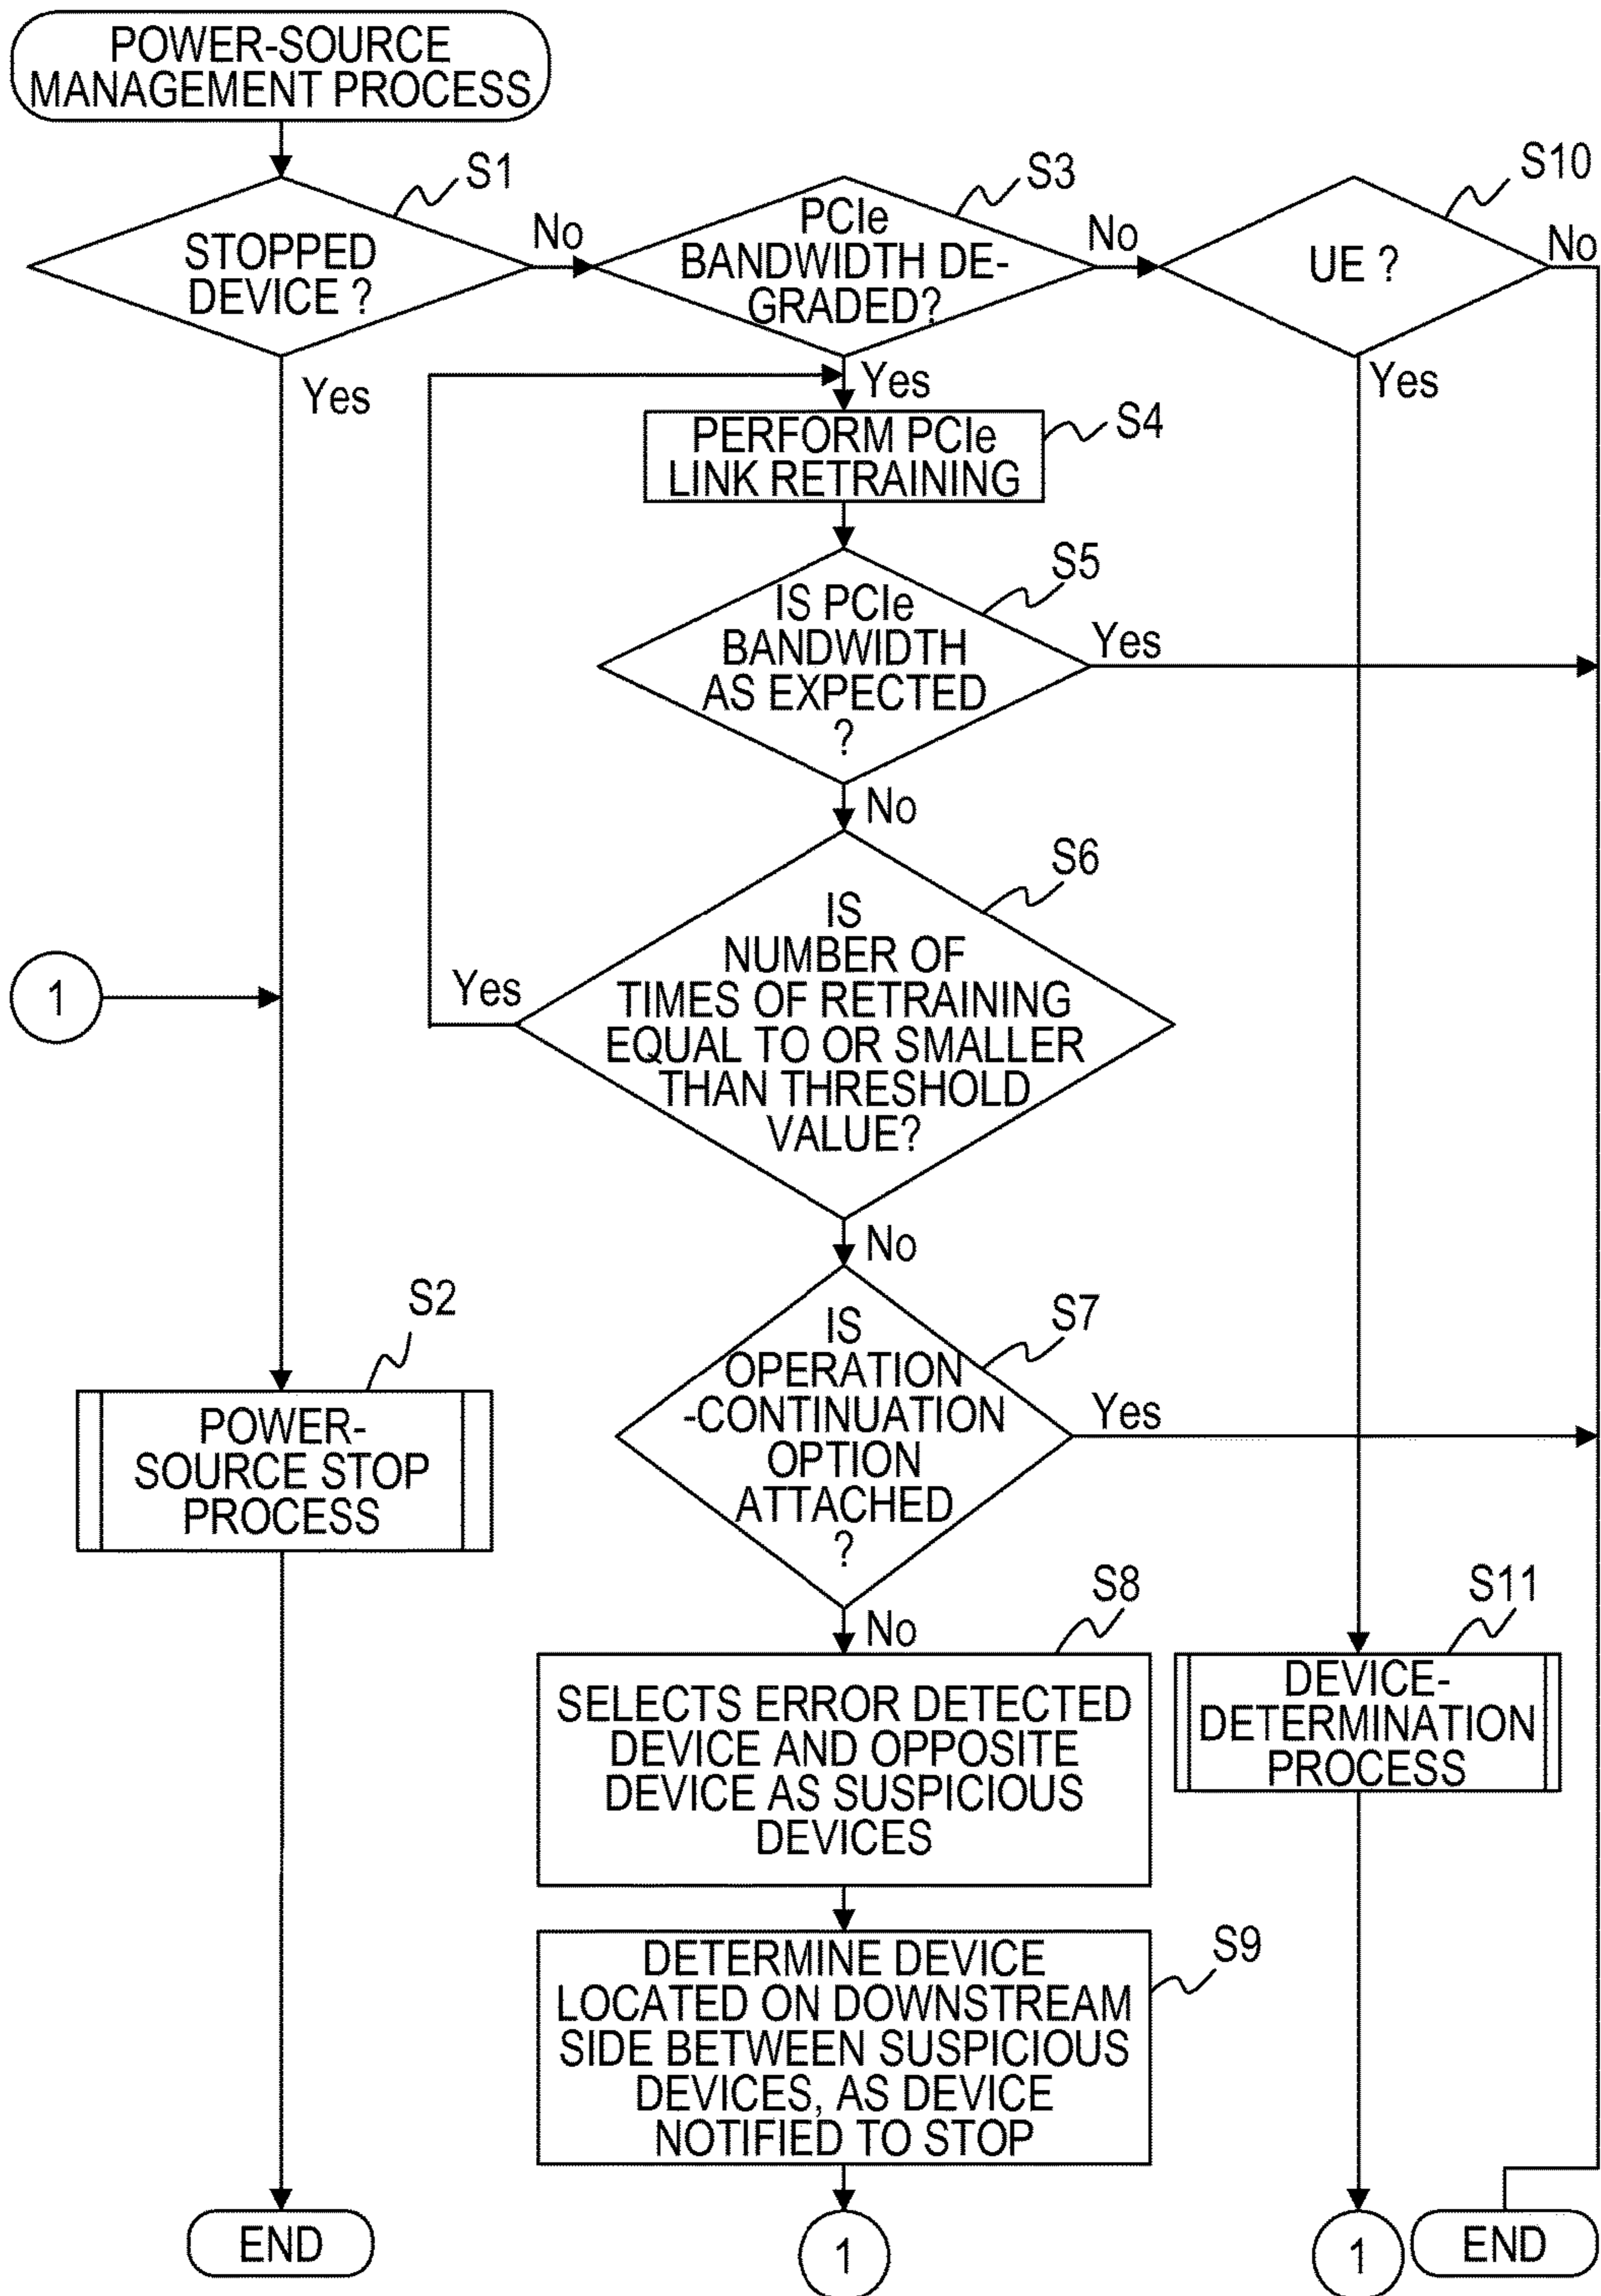 POWER-SOURCE
MANAGEMENT PROCESS
S1
STOPPED
DEVICE ?
No
Yes
S3
PCIe
BANDWIDTH DE-
GRADED?
No
Yes
S10
UE ?
No
Yes
PERFORM PCIe
LINK RETRAINING
S4
S5
IS PCIe
BANDWIDTH
AS EXPECTED
?
Yes
No
S6
IS
NUMBER OF
TIMES OF RETRAINING
EQUAL TO OR SMALLER
THAN THRESHOLD
VALUE?
Yes
No
1
S2
POWER-
SOURCE STOP
PROCESS
S7
IS
OPERATION
-CONTINUATION
OPTION
ATTACHED
?
Yes
No
S8
SELECTS ERROR DETECTED
DEVICE AND OPPOSITE
DEVICE AS SUSPICIOUS
DEVICES
S11
DEVICE-
DETERMINATION
PROCESS
S9
DETERMINE DEVICE
LOCATED ON DOWNSTREAM
SIDE BETWEEN SUSPICIOUS
DEVICES, AS DEVICE
NOTIFIED TO STOP
END
1
1
END